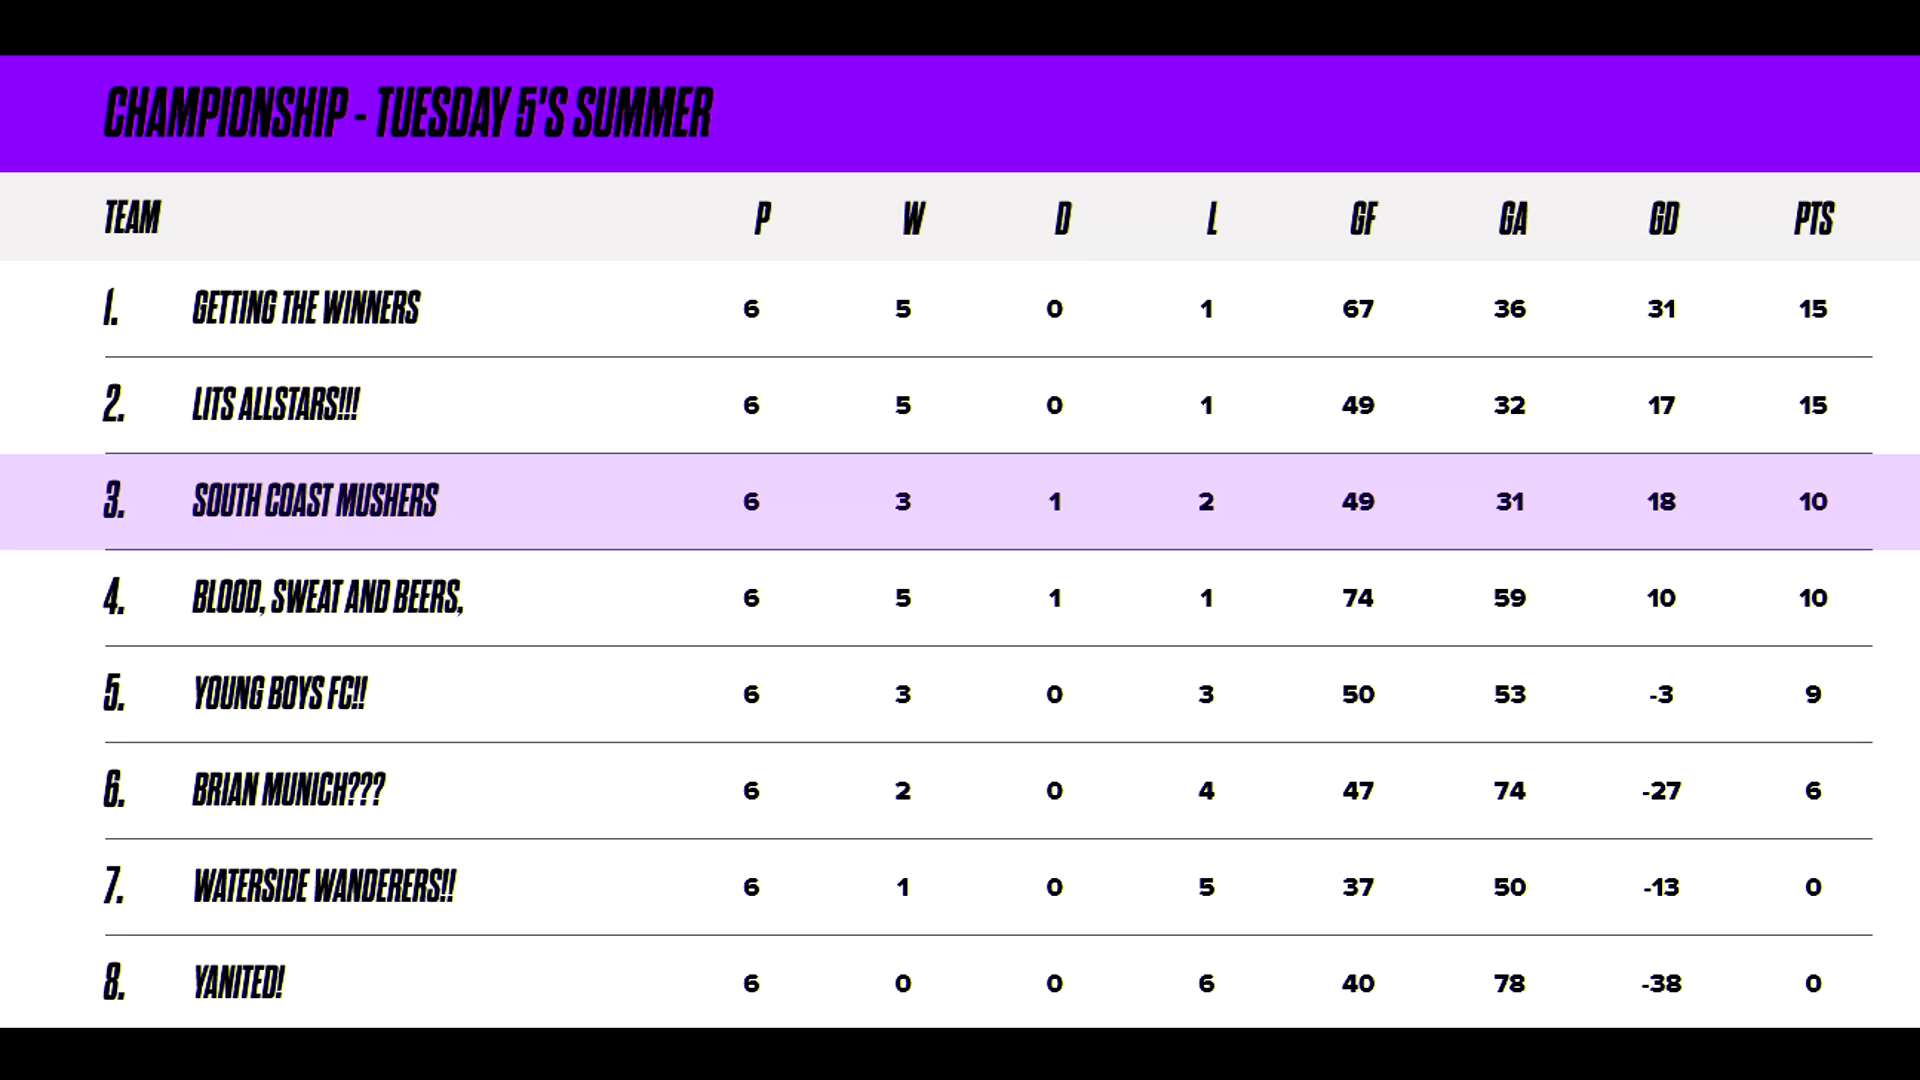 CHAMPIONSHIP - TUESDAY 5'S SUMMER
TEAM P W D L GF GA GD PTS
1. GETTING THE WINNERS 6 5 0 1 67 36 31 15
2. LITS ALLSTARS!!! 6 5 0 1 49 32 17 15
3. SOUTH COAST MUSHERS 6 3 1 2 49 31 18 10
4. BLOOD, SWEAT AND BEERS, 6 5 1 1 74 59 10 10
5. YOUNG BOYS FC!! 6 3 0 3 50 53 -3 9
6. BRIAN MUNICH??? 6 2 0 4 47 74 -27 6
7. WATERSIDE WANDERERS!! 6 1 0 5 37 50 -13 0
8. YANITED! 6 0 0 6 40 78 -38 0